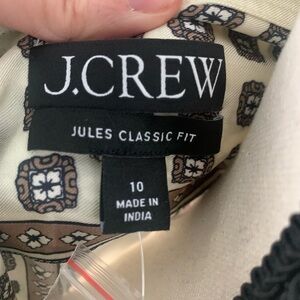 J.CREW
JULES CLASSIC FIT
10
MADE IN
INDIA